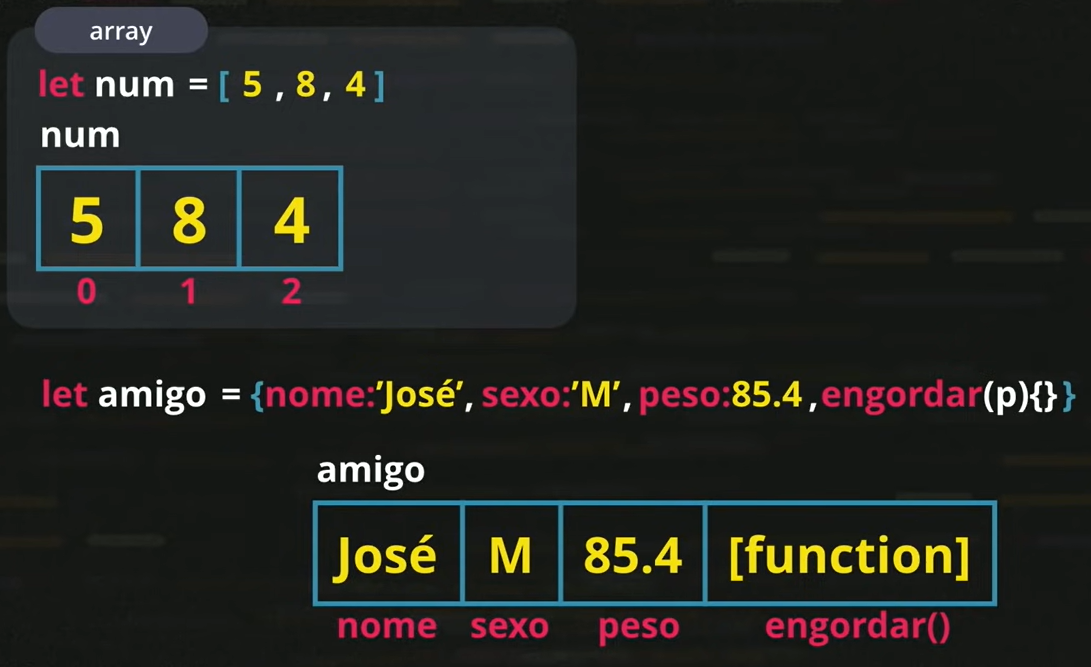 array
let num = [ 5 , 8 , 4 ]
num
5 8 4
0 1 2
let amigo = {nome:’José’, sexo:’M’, peso:85.4 ,engordar(p){} }
amigo
José M 85.4 [function]
nome sexo peso engordar()